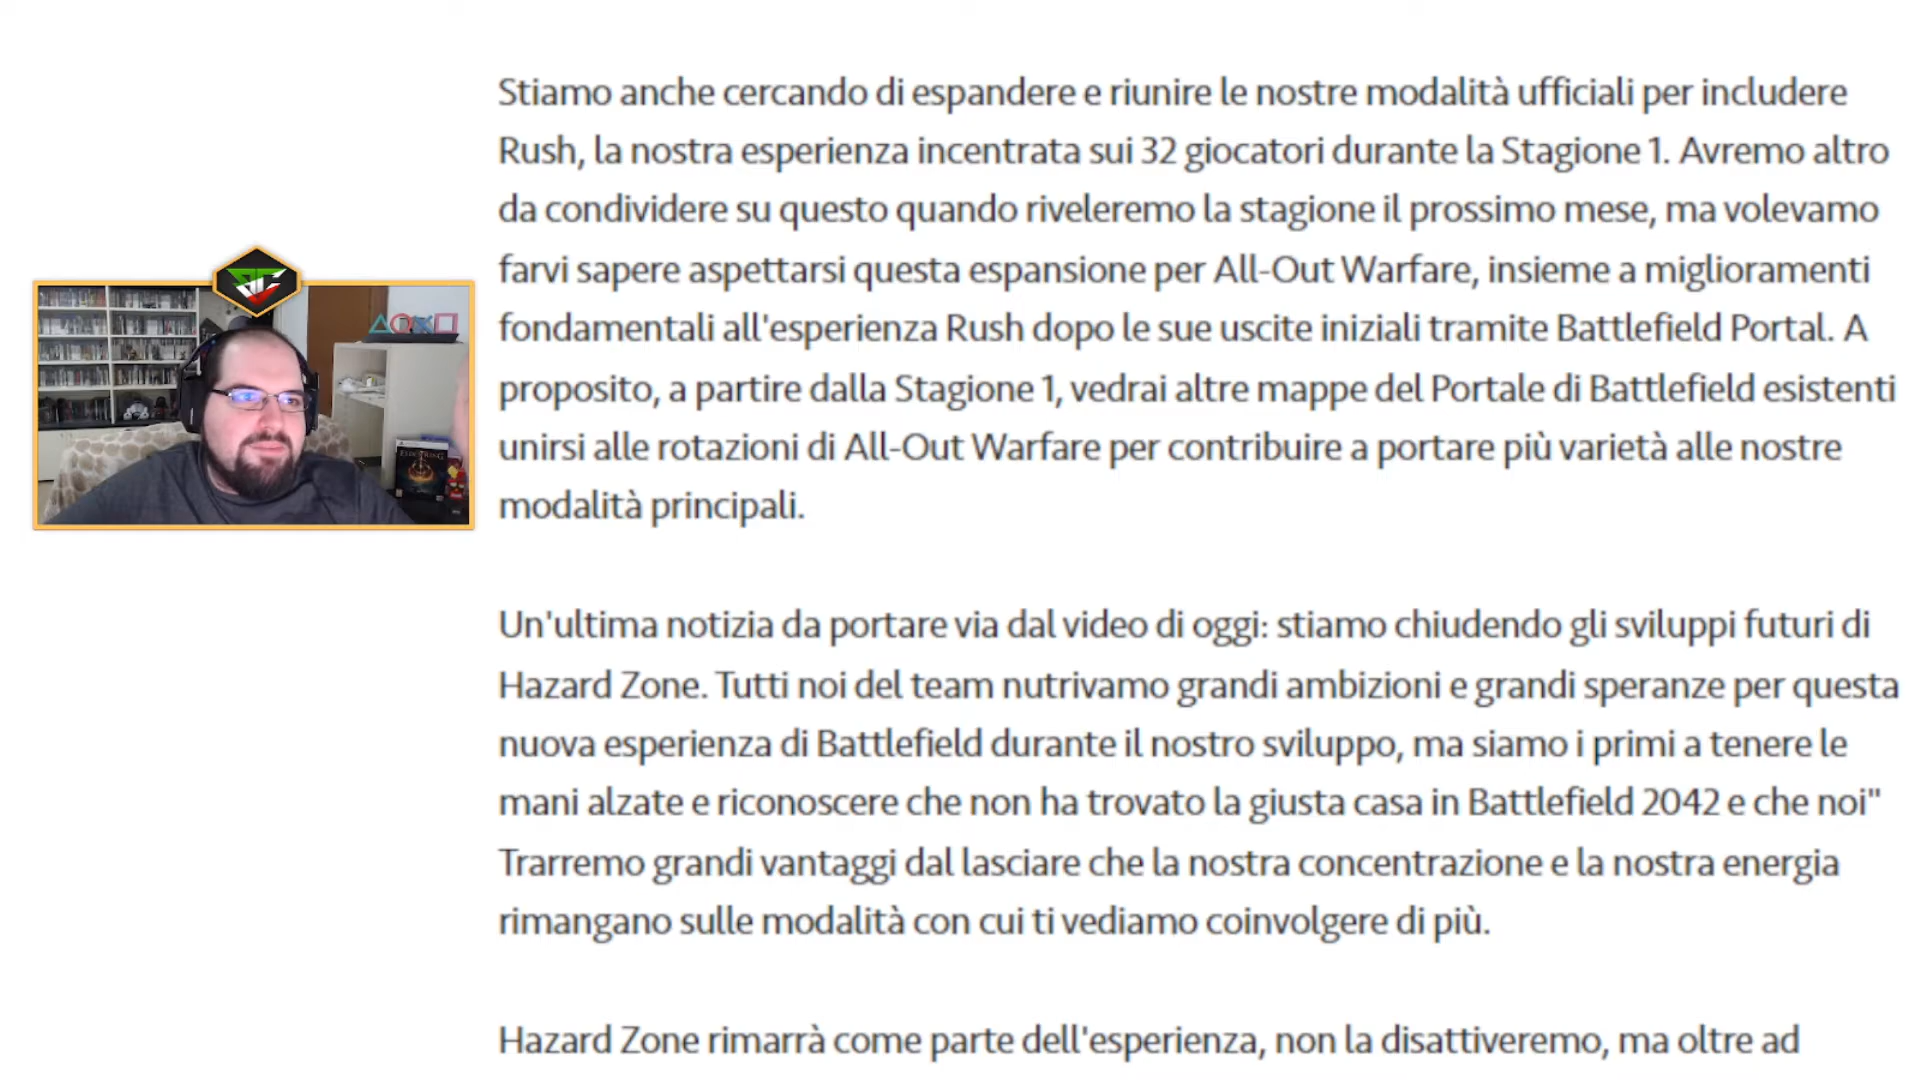 Stiamo anche cercando di espandere e riunire le nostre modalità ufficiali per includere
Rush, la nostra esperienza incentrata sui 32 giocatori durante la Stagione 1. Avremo altro
da condividere su questo quando riveleremo la stagione il prossimo mese, ma volevamo
farvi sapere aspettarsi questa espansione per All-Out Warfare, insieme a miglioramenti
fondamentali all'esperienza Rush dopo le sue uscite iniziali tramite Battlefield Portal. A
proposito, a partire dalla Stagione 1, vedrai altre mappe del Portale di Battlefield esistenti
unirsi alle rotazioni di All-Out Warfare per contribuire a portare più varietà alle nostre
modalità principali.
Un'ultima notizia da portare via dal video di oggi: stiamo chiudendo gli sviluppi futuri di
Hazard Zone. Tutti noi del team nutrivamo grandi ambizioni e grandi speranze per questa
nuova esperienza di Battlefield durante il nostro sviluppo, ma siamo i primi a tenere le
mani alzate e riconoscere che non ha trovato la giusta casa in Battlefield 2042 e che noi"
Trarremo grandi vantaggi dal lasciare che la nostra concentrazione e la nostra energia
rimangano sulle modalità con cui ti vediamo coinvolgere di più.
Hazard Zone rimarrà come parte dell'esperienza, non la disattiveremo, ma oltre ad
ELDEN RING